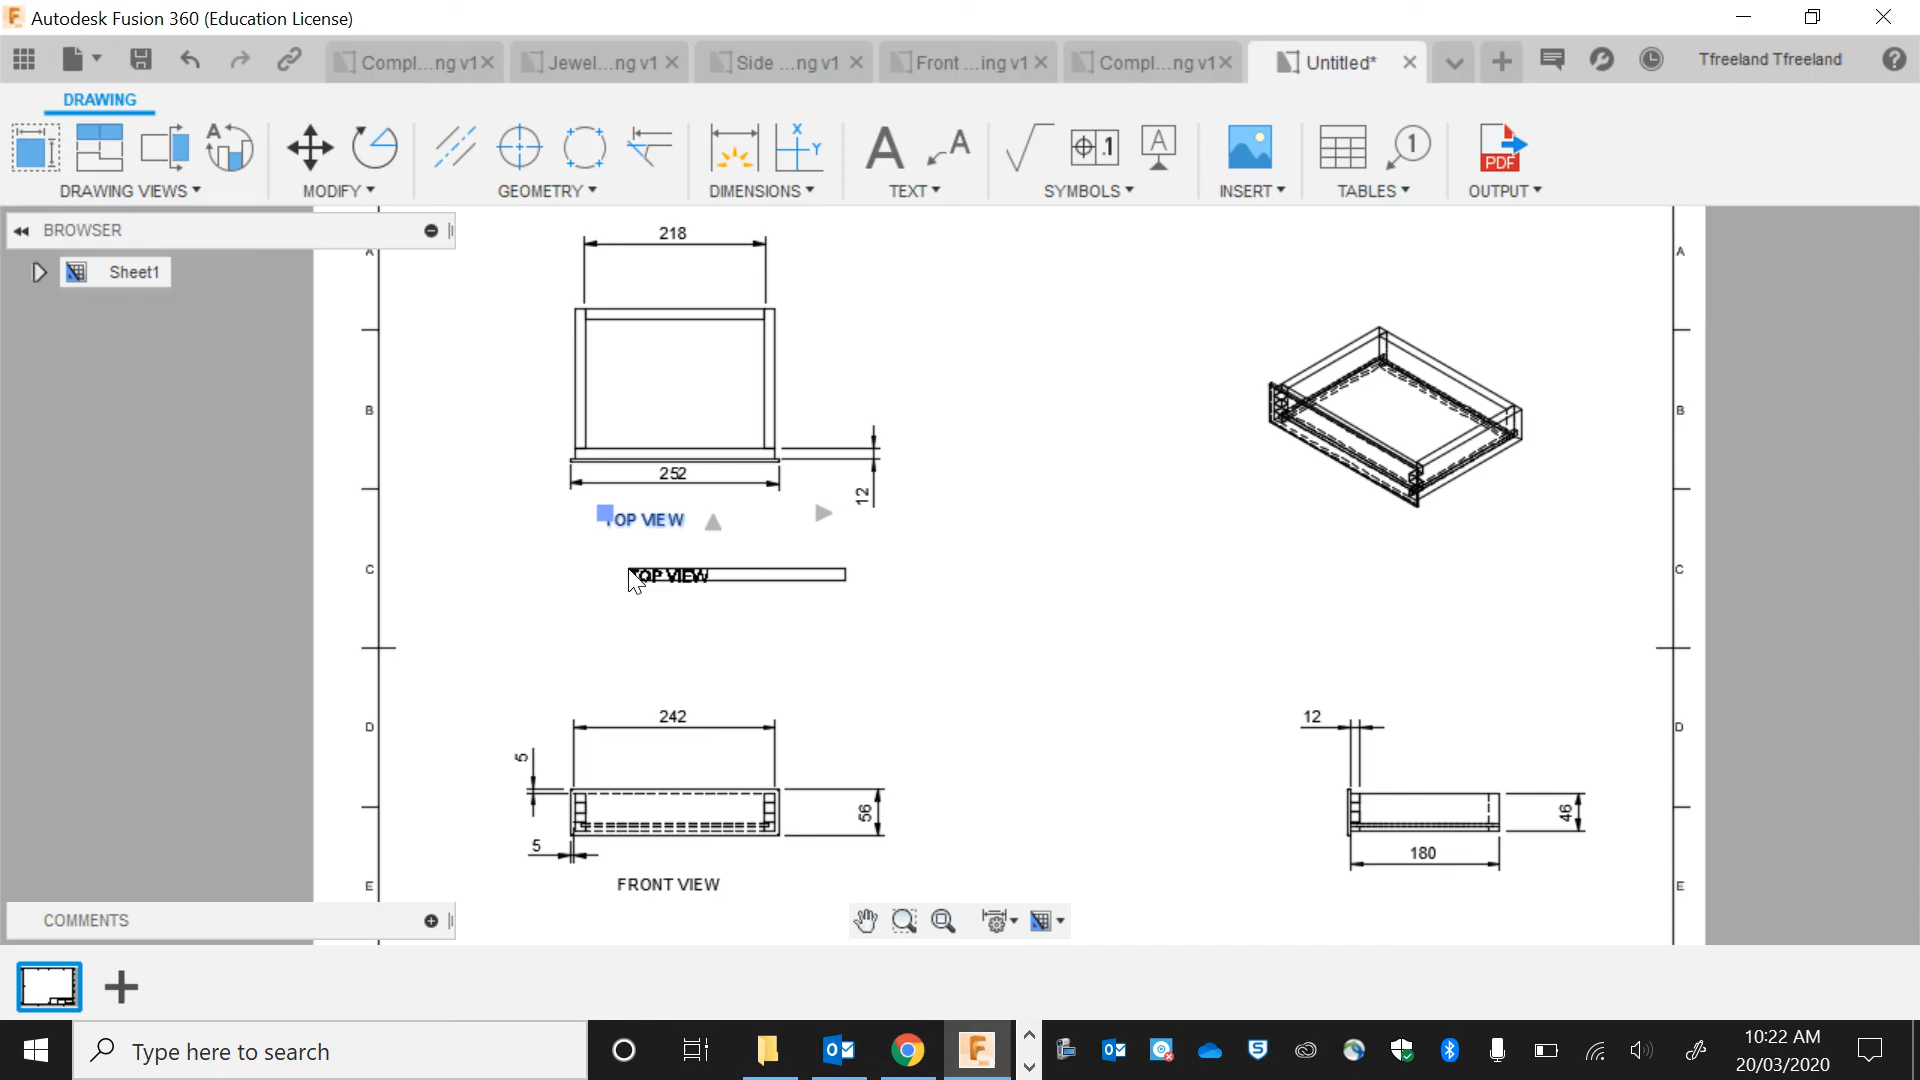 Autodesk Fusion 360 (Education License)
Compl...ng v1
Jewel...ng v1
Side ...ng v1
Front ...ing v1
Compl...ng v1
Untitled*
Tfreeland Tfreeland
DRAWING
DRAWING VIEWS
MODIFY
GEOMETRY
DIMENSIONS
TEXT
SYMBOLS
INSERT
TABLES
OUTPUT
BROWSER
Sheet1
218
A
A
B
B
252
12
TOP VIEW
C
TOP VIEW
C
242
12
D
D
5
56
46
5
180
FRONT VIEW
E
E
COMMENTS
Type here to search
10:22 AM
20/03/2020